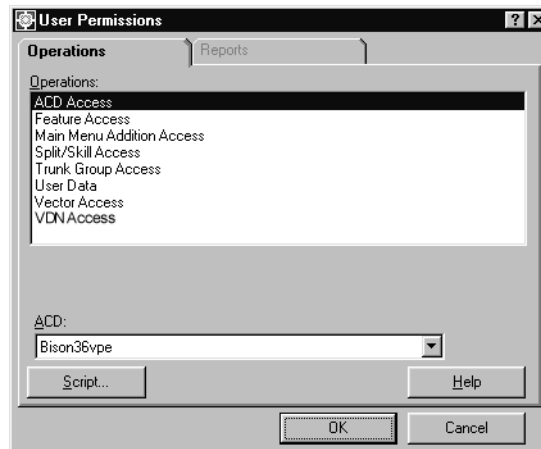 User Permissions
Operations Reports
Operations:
ACD Access
Feature Access
Main Menu Addition Access
Split/Skill Access
Trunk Group Access
User Data
Vector Access
VDN Access
ACD:
Bison36vpe
Script... Help
OK Cancel